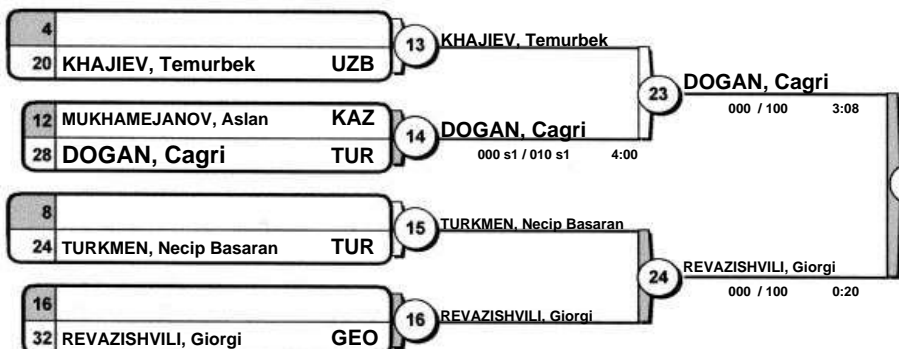 4
20 KHAJIEV, Temurbek UZB
13
KHAJIEV, Temurbek
12 MUKHAMEJANOV, Aslan KAZ
28 DOGAN, Cagri TUR
14
DOGAN, Cagri
000 s1 / 010 s1 4:00
23
DOGAN, Cagri
000 / 100 3:08
8
24 TURKMEN, Necip Basaran TUR
15
TURKMEN, Necip Basaran
16
32 REVAZISHVILI, Giorgi GEO
16
REVAZISHVILI, Giorgi
24
REVAZISHVILI, Giorgi
000 / 100 0:20